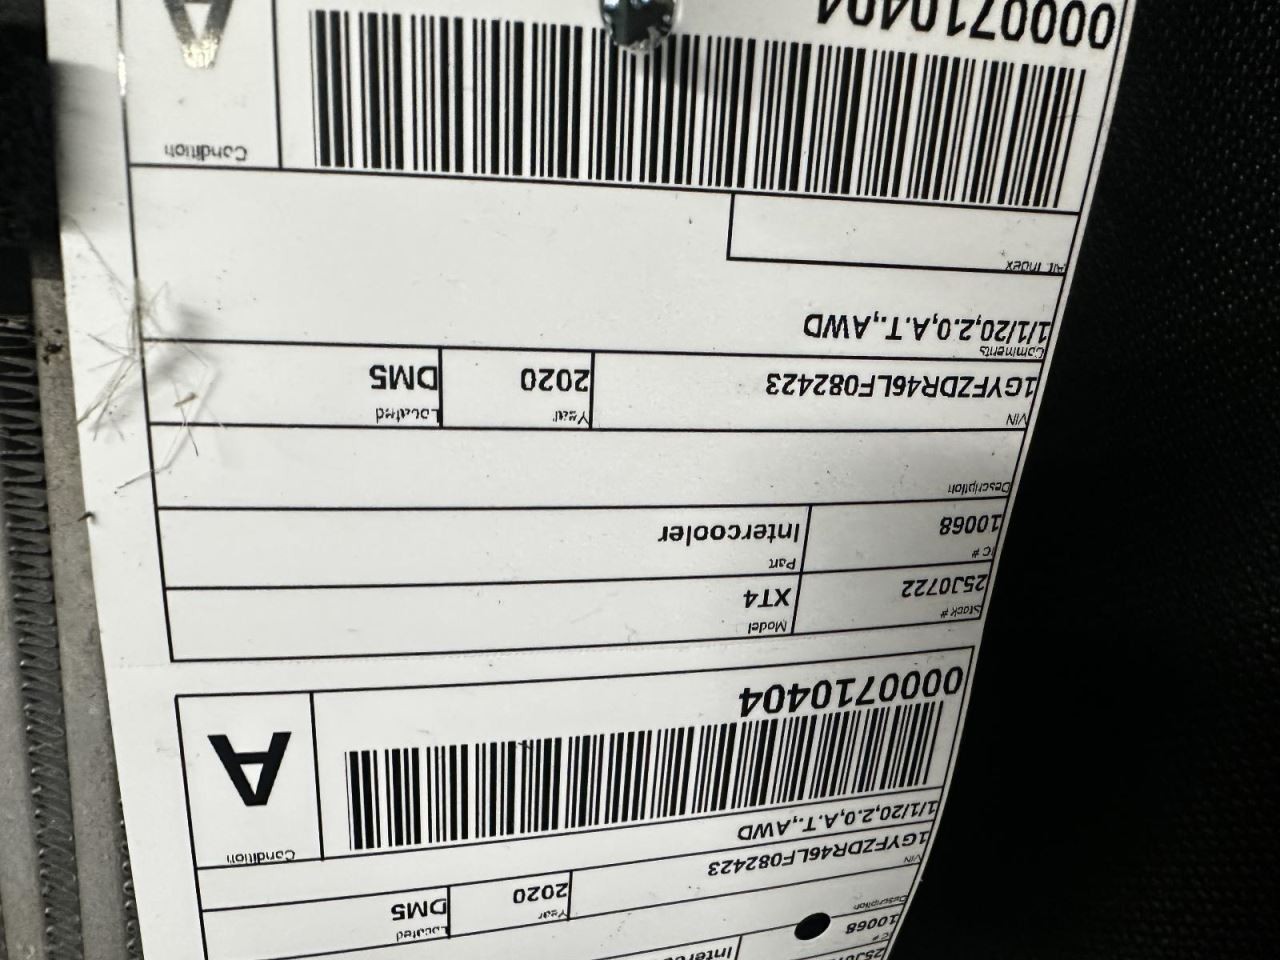 C #
10068
Description
VIN Year Located
1GYFZDR46LF082423 2020 DM5
1/1/20,2.0,A.T.,AWD
Condition
A
0000710404
Stock# Model
25J0722 XT4
IC # Part
10068 Intercooler
Description
VIN Year Located
1GYFZDR46LF082423 2020 DM5
Comments
1/1/20,2.0,A.T.,AWD
Alt. Index
Condition
A
0000710404